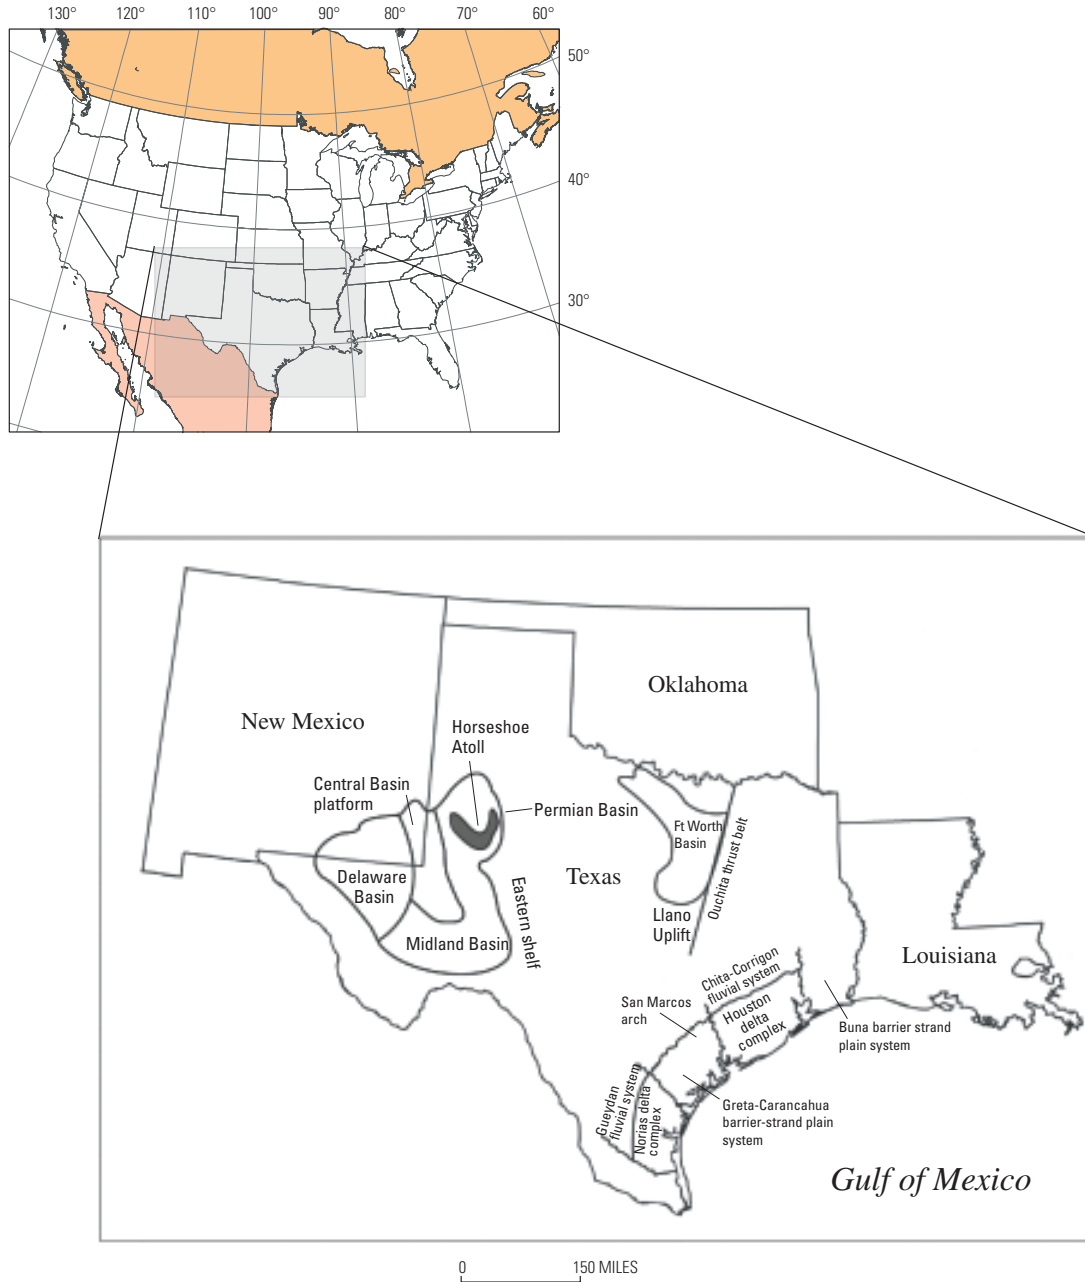 130°
120°
110°
100°
90°
80°
70°
60°
50°
40°
30°
Oklahoma
New Mexico
Horseshoe
Atoll
Central Basin
platform
Permian Basin
Ft Worth
Basin
Ouchita thrust belt
Texas
Delaware
Basin
Eastern shelf
Llano
Uplift
Midland Basin
Louisiana
Chita-Corrigon
fluvial system
San Marcos
arch
Houston
delta
complex
Buna barrier strand
plain system
Gueydan
fluvial system
Norias delta
complex
Greta-Carancahua
barrier-strand plain
system
Gulf of Mexico
0 150 MILES